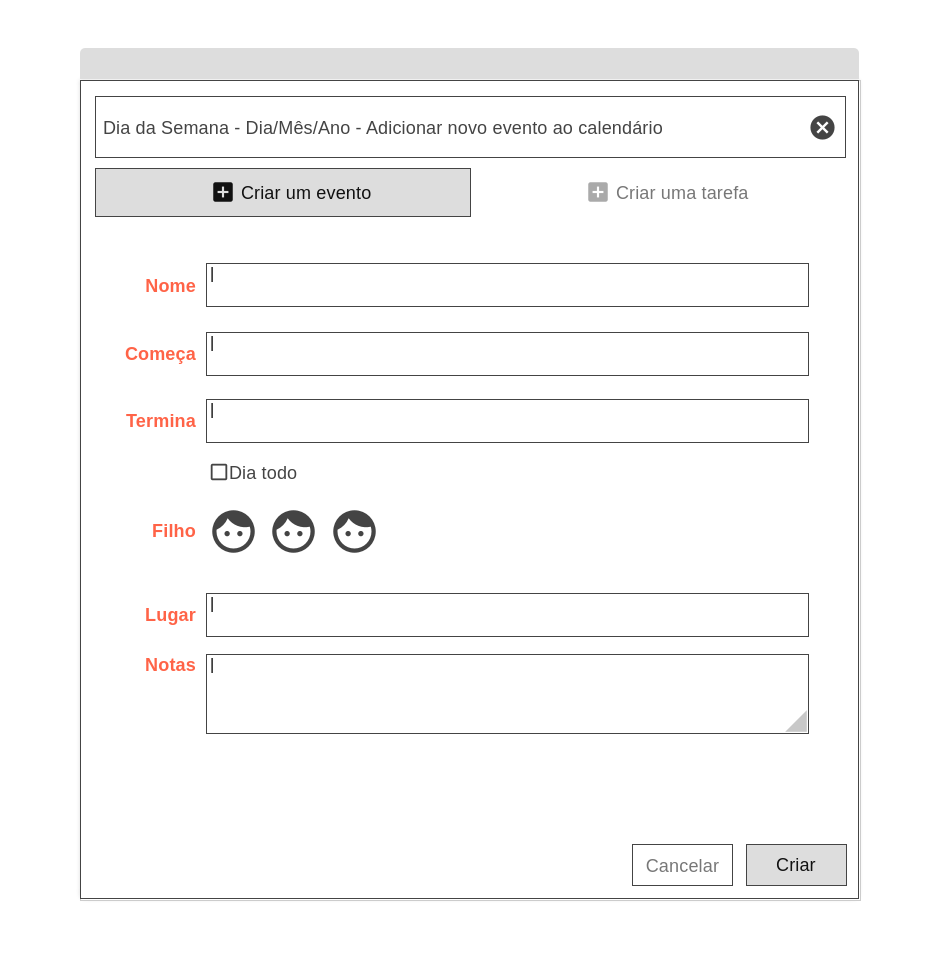 Dia da Semana - Dia/Mês/Ano - Adicionar novo evento ao calendário
Criar um evento
Criar uma tarefa
Nome
Começa
Termina
Dia todo
Filho
Lugar
Notas
Cancelar
Criar